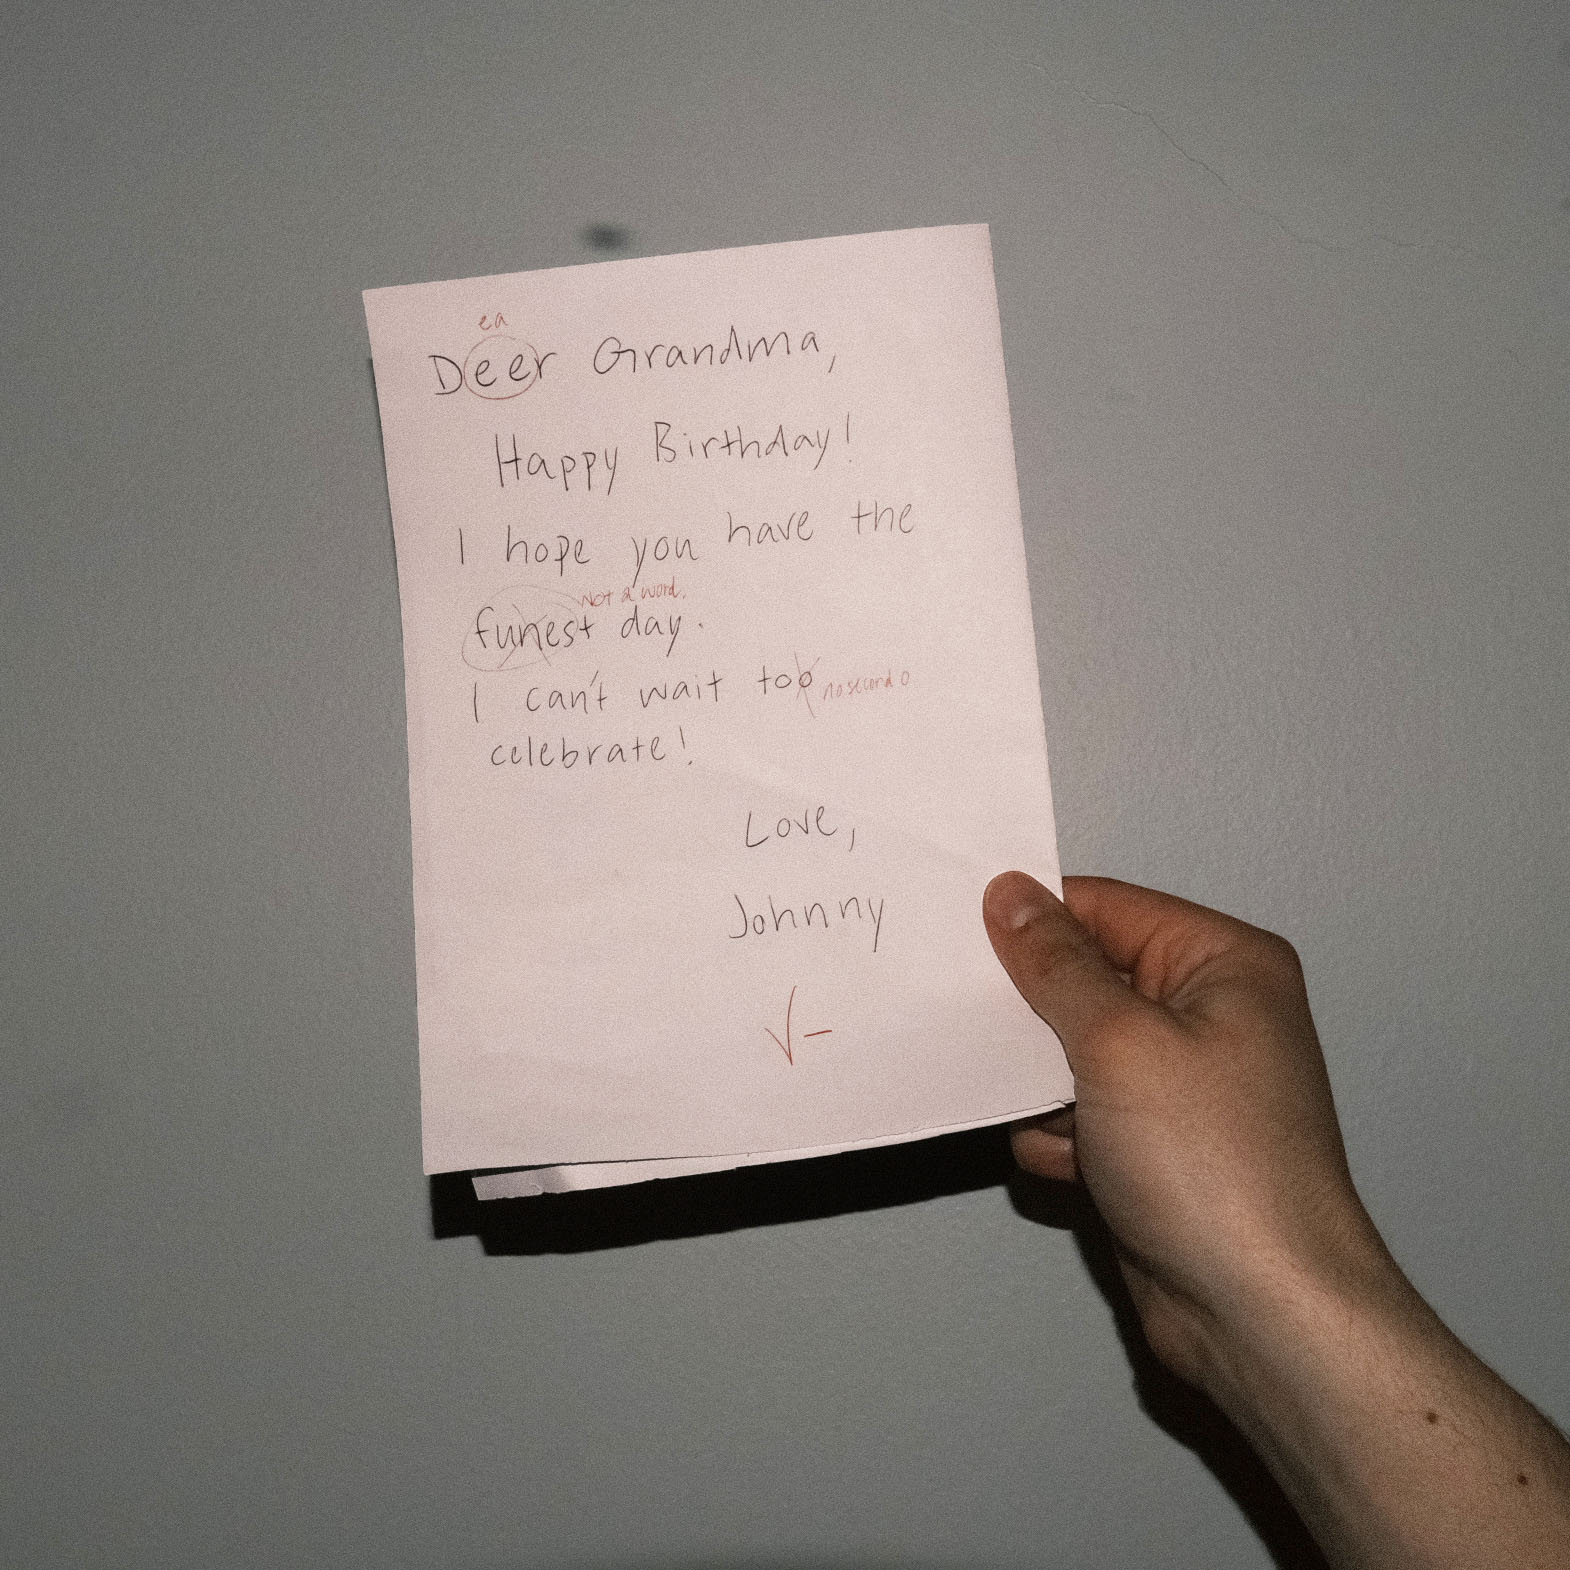 ea
Deer Grandma,
Happy Birthday!
I hope you have the
not a word.
funest day.
I can't wait too no second o
celebrate!
Love,
Johnny
√-